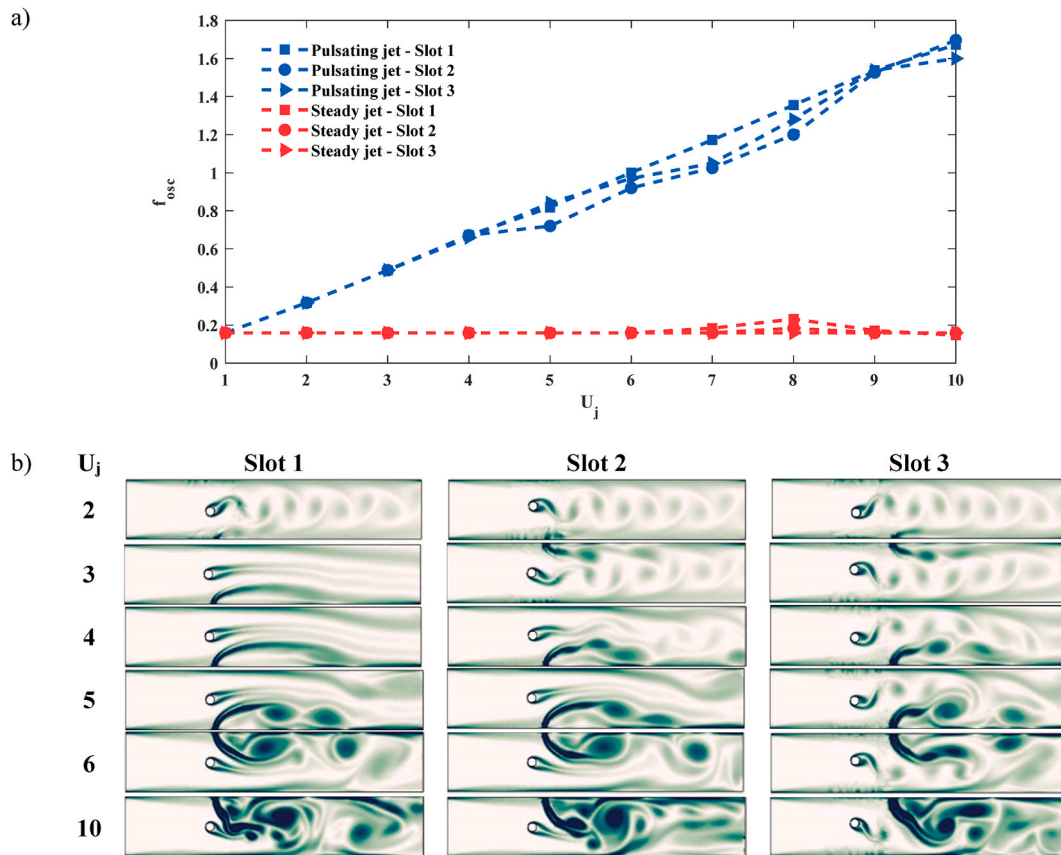 a)
1.8
1.6
1.4
1.2
1
0.8
0.6
0.4
0.2
0
f_osc
Pulsating jet - Slot 1
Pulsating jet - Slot 2
Pulsating jet - Slot 3
Steady jet - Slot 1
Steady jet - Slot 2
Steady jet - Slot 3
1 2 3 4 5 6 7 8 9 10
U_j
b) U_j Slot 1 Slot 2 Slot 3
2
3
4
5
6
10